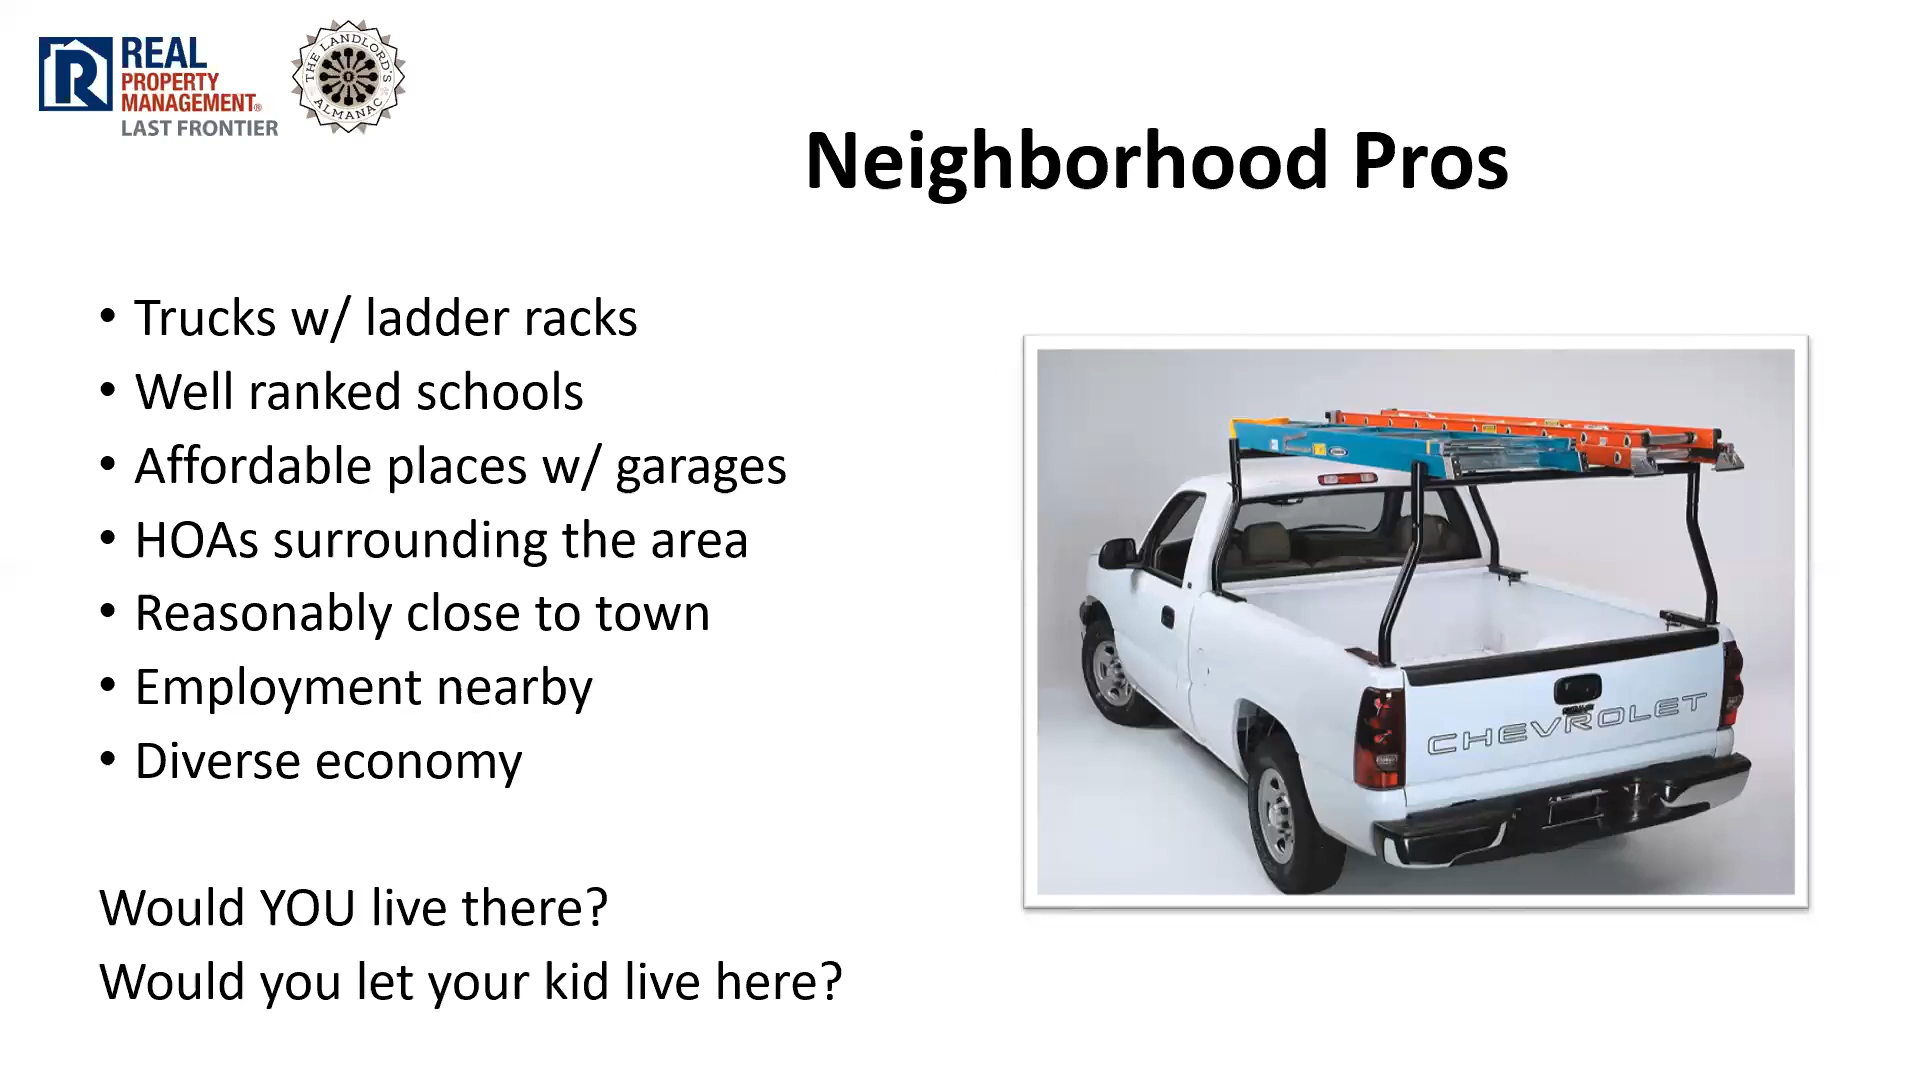 REAL
PROPERTY
MANAGEMENT®
LAST FRONTIER
THE LANDLORD'S
ALMANAC
Neighborhood Pros
• Trucks w/ ladder racks
• Well ranked schools
• Affordable places w/ garages
• HOAs surrounding the area
• Reasonably close to town
• Employment nearby
• Diverse economy
Would YOU live there?
Would you let your kid live here?
CHEVROLET